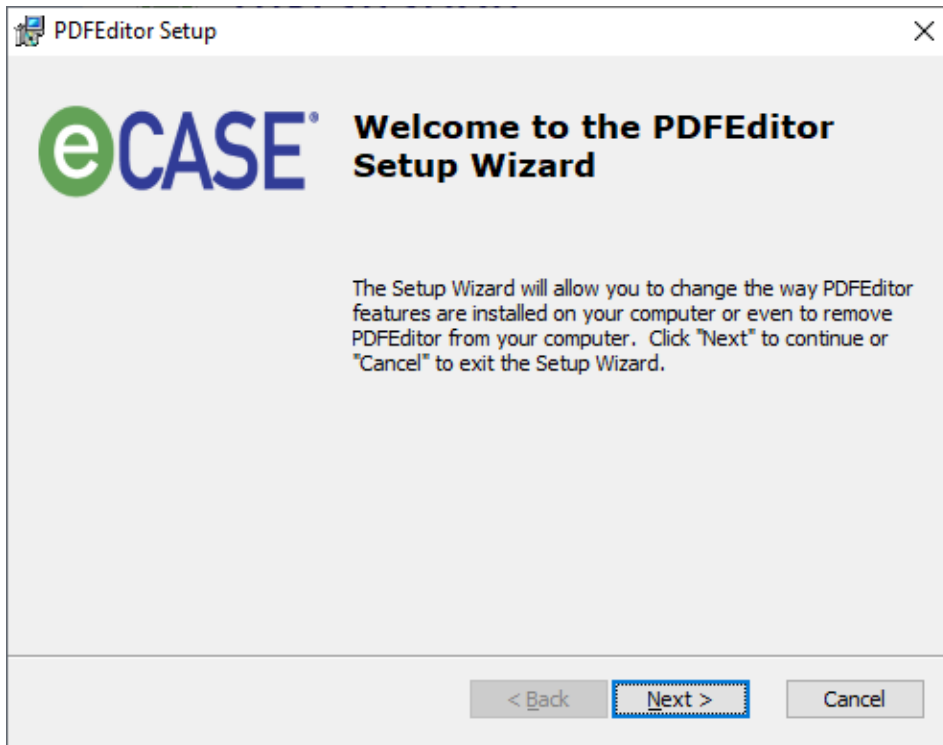 PDFEditor Setup
eCASE®
Welcome to the PDFEditor
Setup Wizard
The Setup Wizard will allow you to change the way PDFEditor
features are installed on your computer or even to remove
PDFEditor from your computer.  Click "Next" to continue or
"Cancel" to exit the Setup Wizard.
< Back
Next >
Cancel